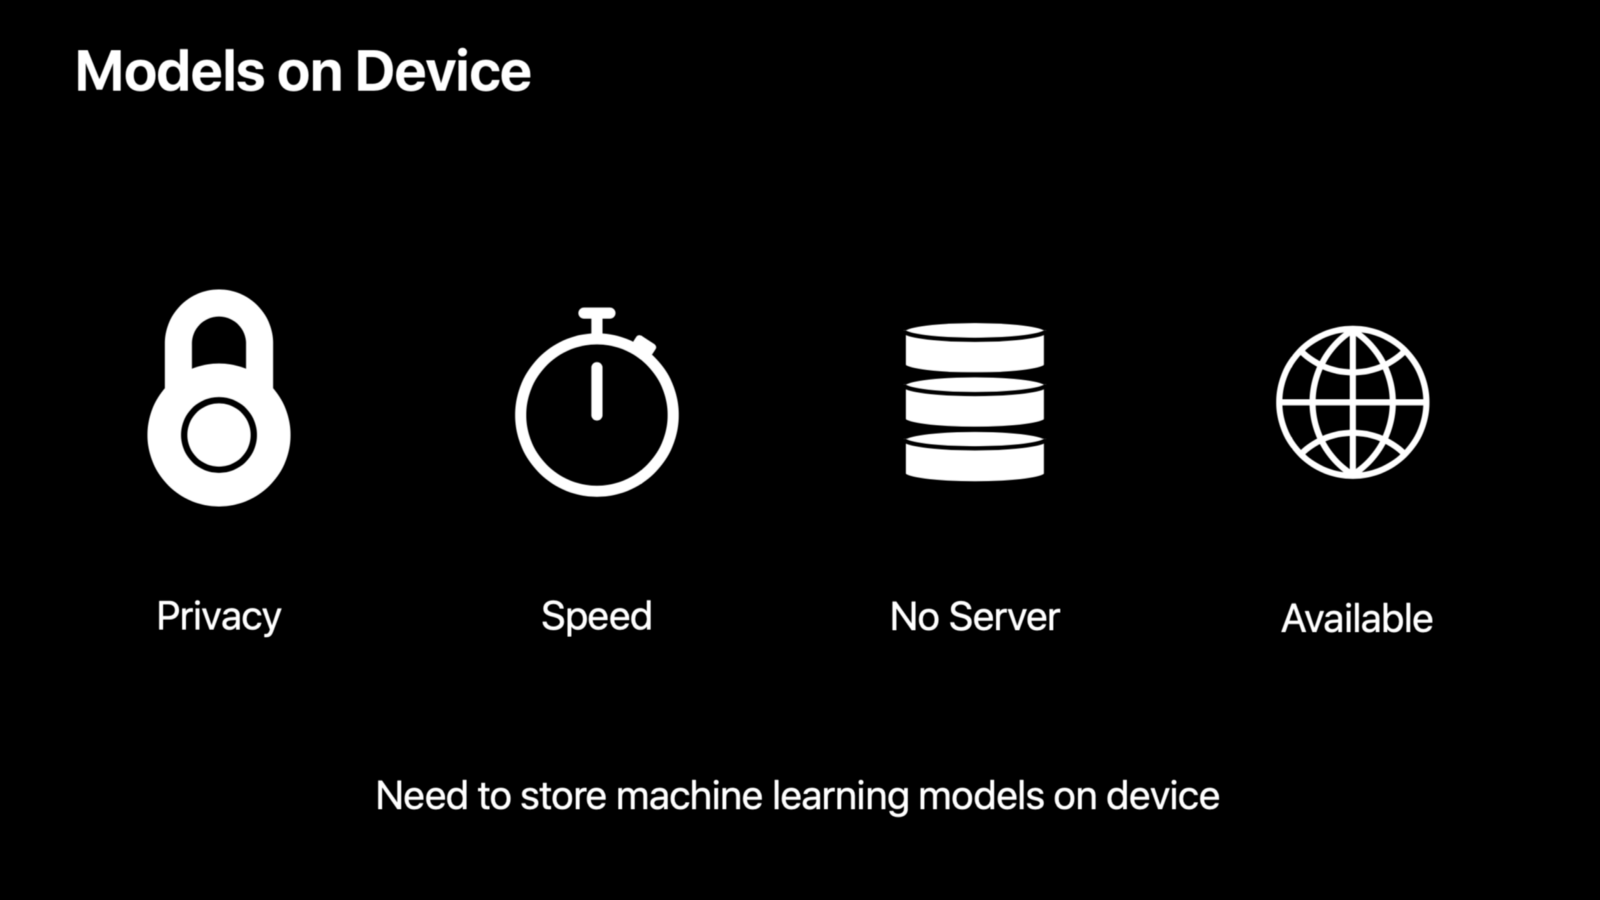 Models on Device
Privacy
Speed
No Server
Available
Need to store machine learning models on device